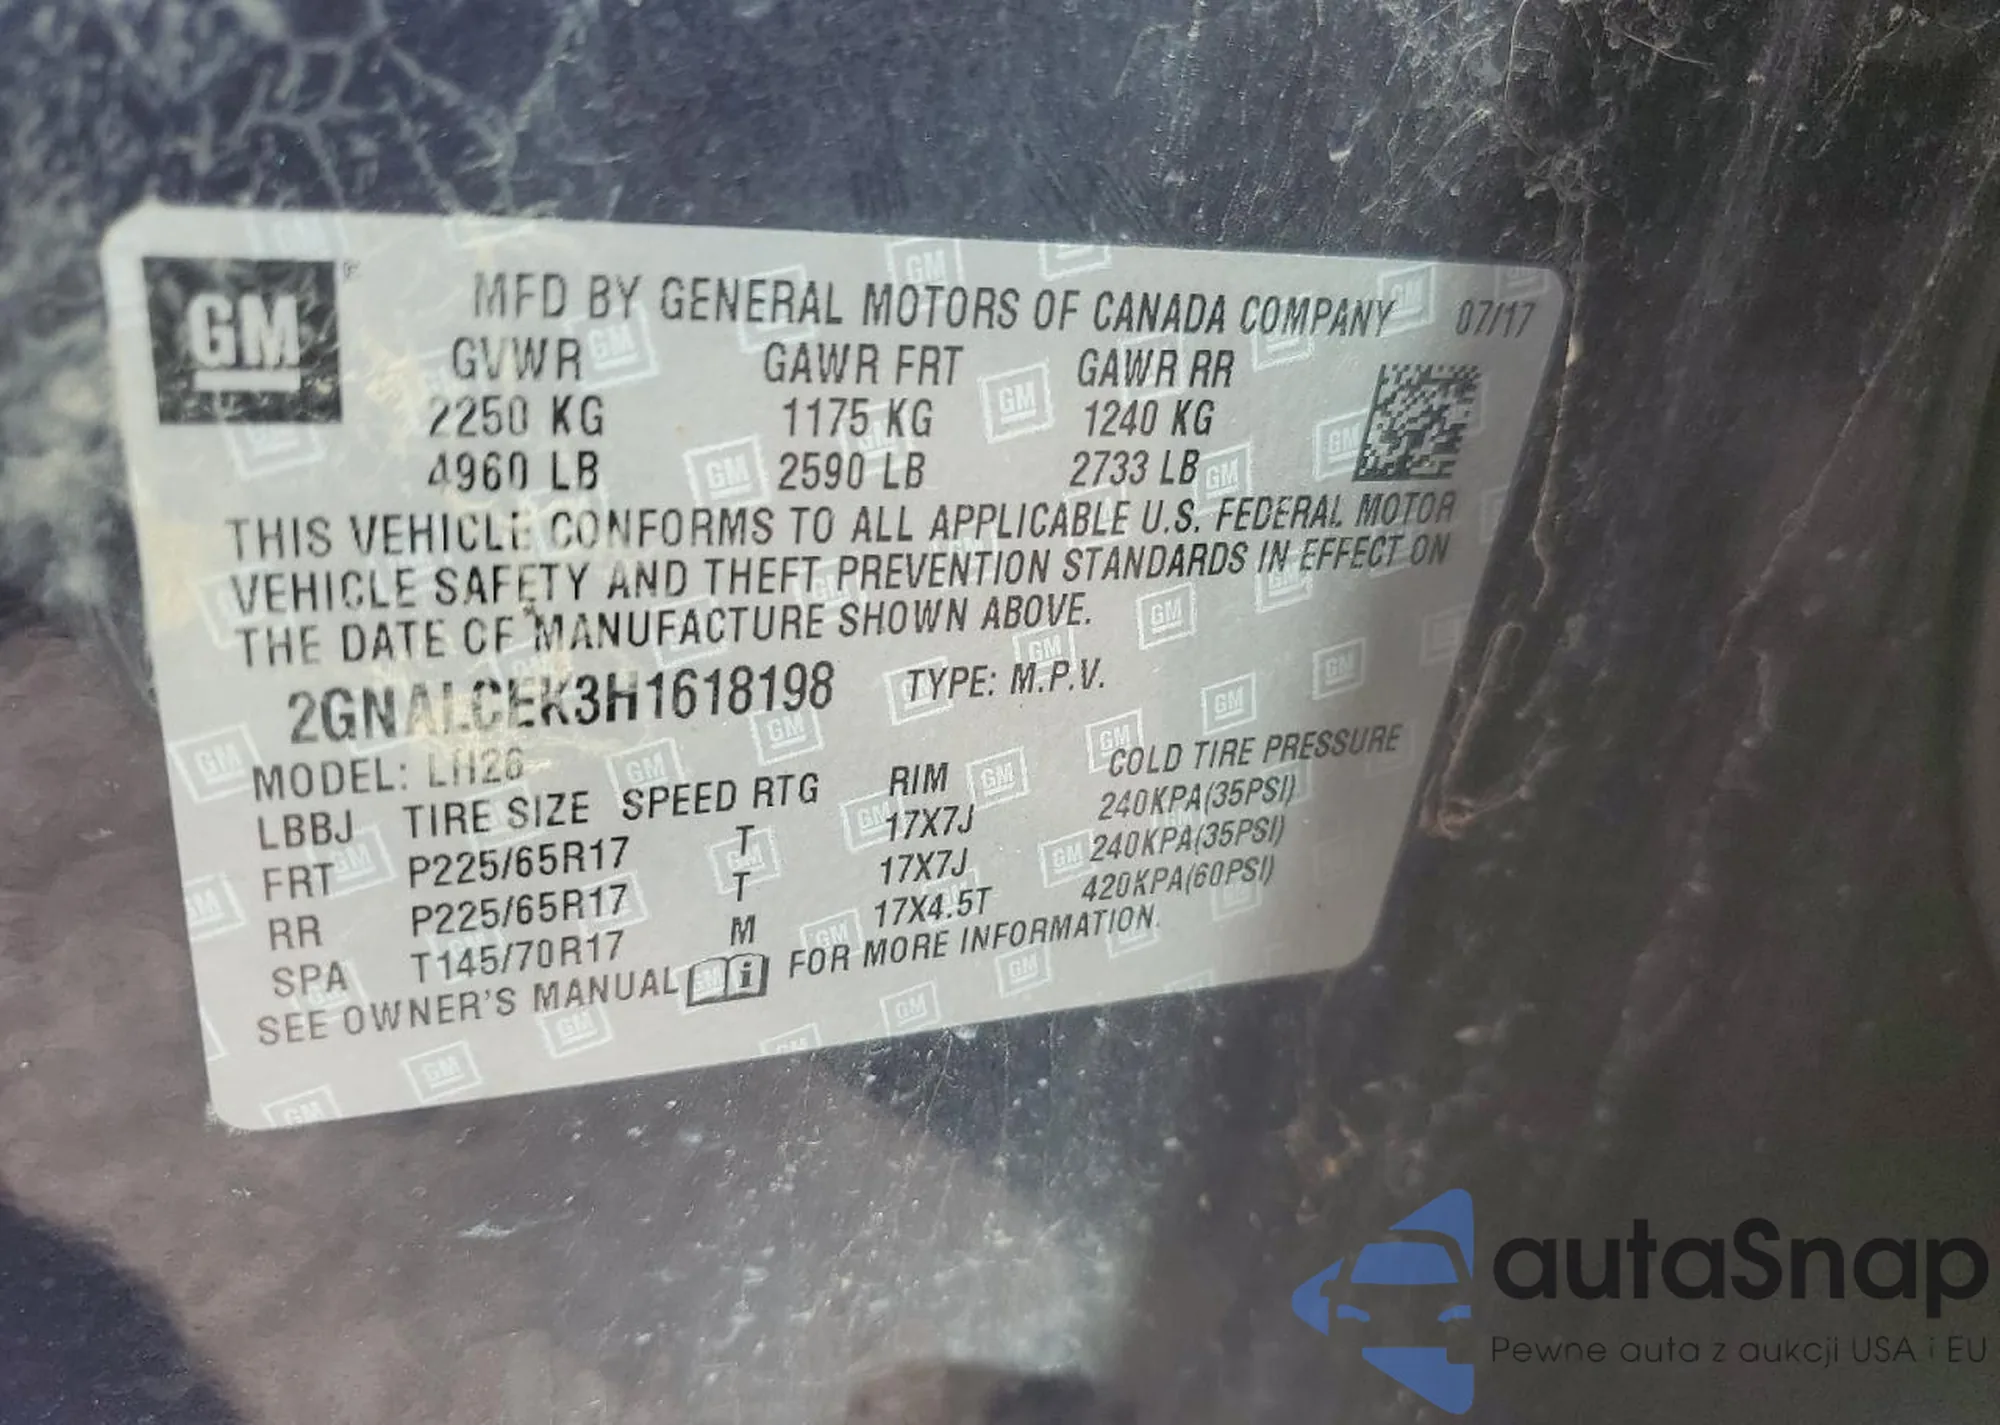 GM
MFD BY GENERAL MOTORS OF CANADA COMPANY 07/17
GVWR GAWR FRT GAWR RR
2250 KG 1175 KG 1240 KG
4960 LB 2590 LB 2733 LB
THIS VEHICLE CONFORMS TO ALL APPLICABLE U.S. FEDERAL MOTOR
VEHICLE SAFETY AND THEFT PREVENTION STANDARDS IN EFFECT ON
THE DATE OF MANUFACTURE SHOWN ABOVE.
2GNALCEK3H1618198 TYPE: M.P.V.
MODEL: LH26
LBBJ TIRE SIZE SPEED RTG RIM COLD TIRE PRESSURE
FRT P225/65R17 T 17X7J 240KPA(35PSI)
RR P225/65R17 T 17X7J 240KPA(35PSI)
SPA T145/70R17 M 17X4.5T 420KPA(60PSI)
SEE OWNER'S MANUAL FOR MORE INFORMATION.
autaSnap
Pewne auta z aukcji USA i EU